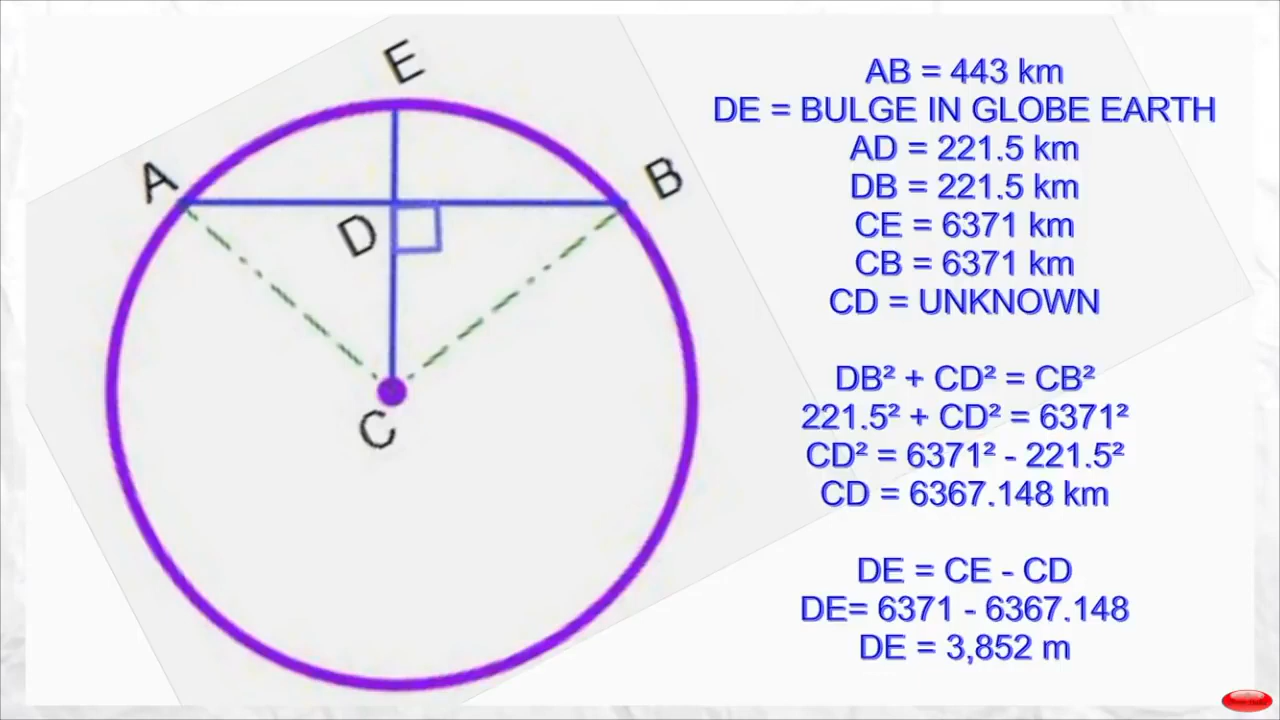 E
A
B
D
C
AB = 443 km
DE = BULGE IN GLOBE EARTH
AD = 221.5 km
DB = 221.5 km
CE = 6371 km
CB = 6371 km
CD = UNKNOWN
DB² + CD² = CB²
221.5² + CD² = 6371²
CD² = 6371² - 221.5²
CD = 6367.148 km
DE = CE - CD
DE= 6371 - 6367.148
DE = 3,852 m